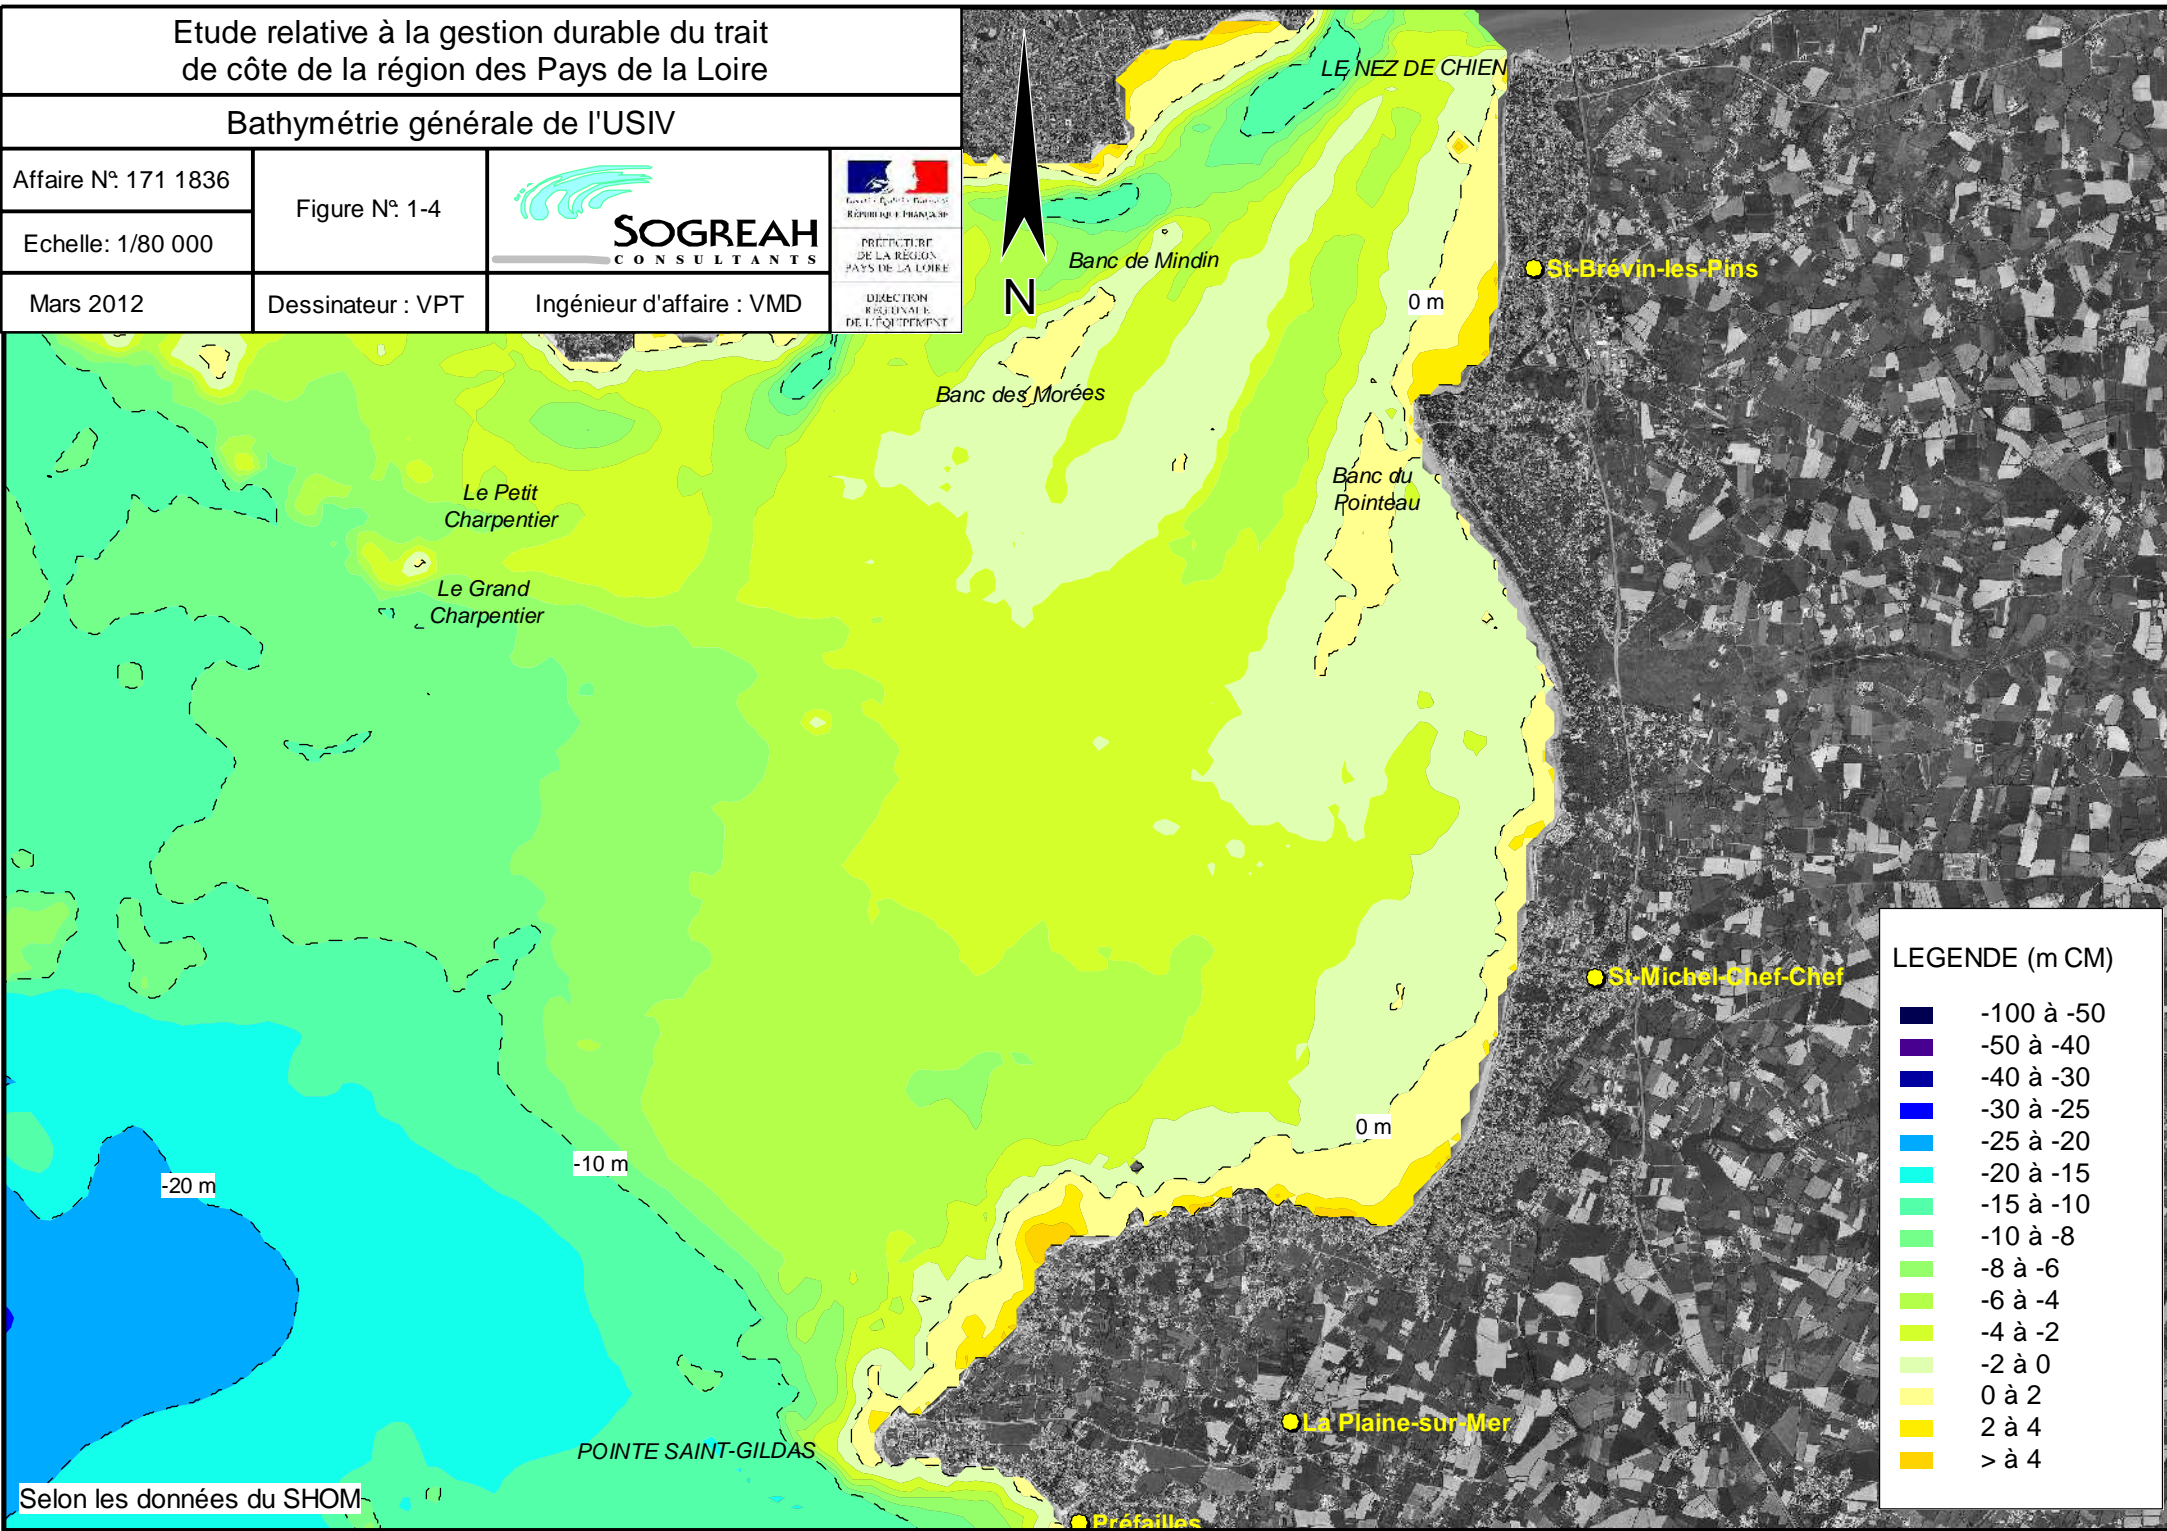 Etude relative à la gestion durable du trait
de côte de la région des Pays de la Loire
Bathymétrie générale de l'USIV
Affaire N°: 171 1836
Echelle: 1/80 000
Mars 2012
Figure N°: 1-4
Dessinateur : VPT
SOGREAH
CONSULTANTS
Ingénieur d'affaire : VMD
RÉPUBLIQUE FRANÇAISE
PRÉFECTURE
DE LA RÉGION
PAYS DE LA LOIRE
DIRECTION
RÉGIONALE
DE L'ÉQUIPEMENT
N
LE NEZ DE CHIEN
Banc de Mindin
St-Brévin-les-Pins
0 m
Banc des Morées
Banc du
Pointeau
Le Petit
Charpentier
Le Grand
Charpentier
St-Michel-Chef-Chef
0 m
-10 m
-20 m
La Plaine-sur-Mer
POINTE SAINT-GILDAS
Préfailles
Selon les données du SHOM
LEGENDE (m CM)
-100 à -50
-50 à -40
-40 à -30
-30 à -25
-25 à -20
-20 à -15
-15 à -10
-10 à -8
-8 à -6
-6 à -4
-4 à -2
-2 à 0
0 à 2
2 à 4
> à 4